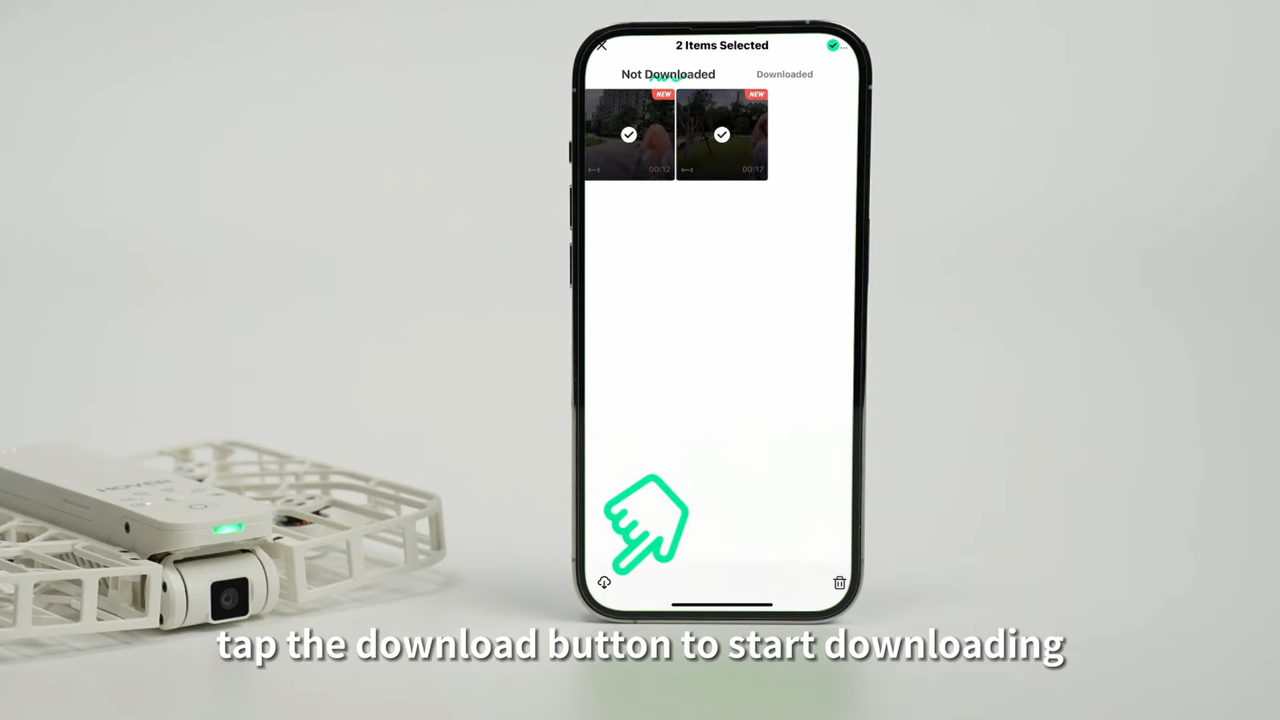 2 Items Selected
Not Downloaded
Downloaded
NEW
NEW
00:12
00:17
HOVER
tap the download button to start downloading